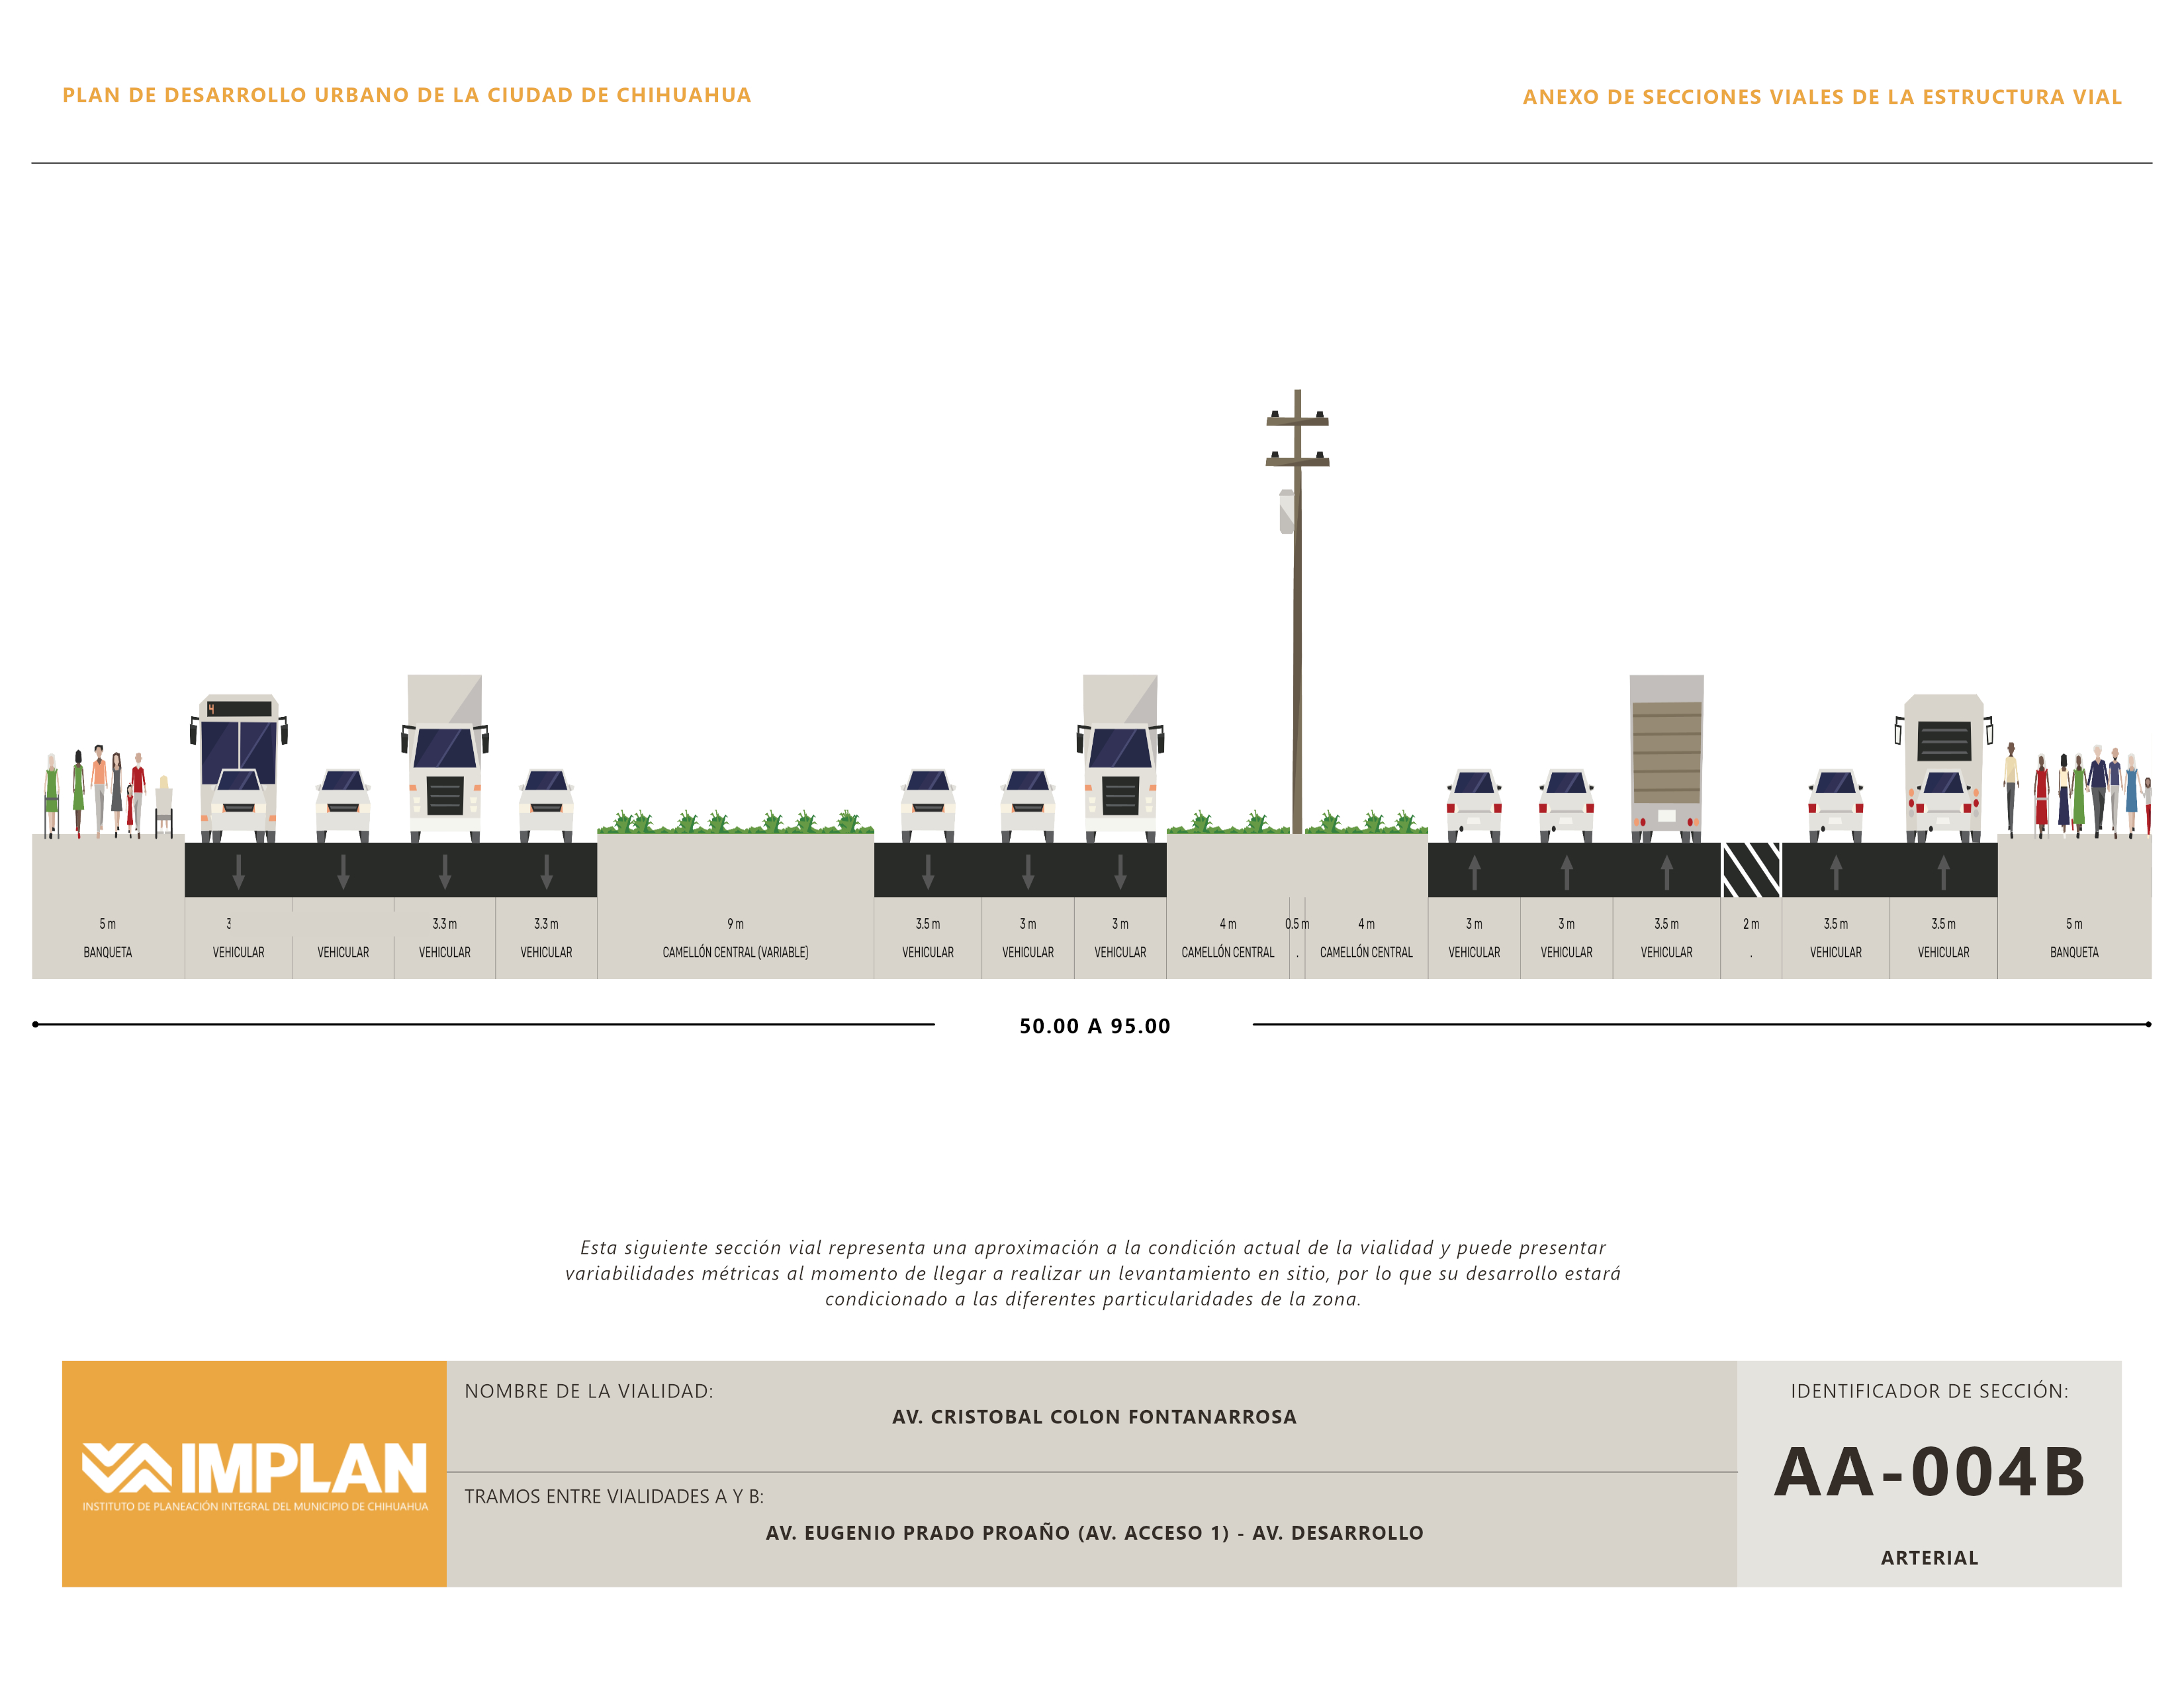 PLAN DE DESARROLLO URBANO DE LA CIUDAD DE CHIHUAHUA
ANEXO DE SECCIONES VIALES DE LA ESTRUCTURA VIAL
4
5 m 3 3.3 m 3.3 m 9 m 3.5 m 3 m 3 m 4 m 0.5 m 4 m 3 m 3 m 3.5 m 2 m 3.5 m 3.5 m 5 m
BANQUETA VEHICULAR VEHICULAR VEHICULAR VEHICULAR CAMELLÓN CENTRAL (VARIABLE) VEHICULAR VEHICULAR VEHICULAR CAMELLÓN CENTRAL . CAMELLÓN CENTRAL VEHICULAR VEHICULAR VEHICULAR . VEHICULAR VEHICULAR BANQUETA
50.00 A 95.00
Esta siguiente sección vial representa una aproximación a la condición actual de la vialidad y puede presentar
variabilidades métricas al momento de llegar a realizar un levantamiento en sitio, por lo que su desarrollo estará
condicionado a las diferentes particularidades de la zona.
IMPLAN
INSTITUTO DE PLANEACIÓN INTEGRAL DEL MUNICIPIO DE CHIHUAHUA
NOMBRE DE LA VIALIDAD:
AV. CRISTOBAL COLON FONTANARROSA
TRAMOS ENTRE VIALIDADES A Y B:
AV. EUGENIO PRADO PROAÑO (AV. ACCESO 1) - AV. DESARROLLO
IDENTIFICADOR DE SECCIÓN:
AA-004B
ARTERIAL